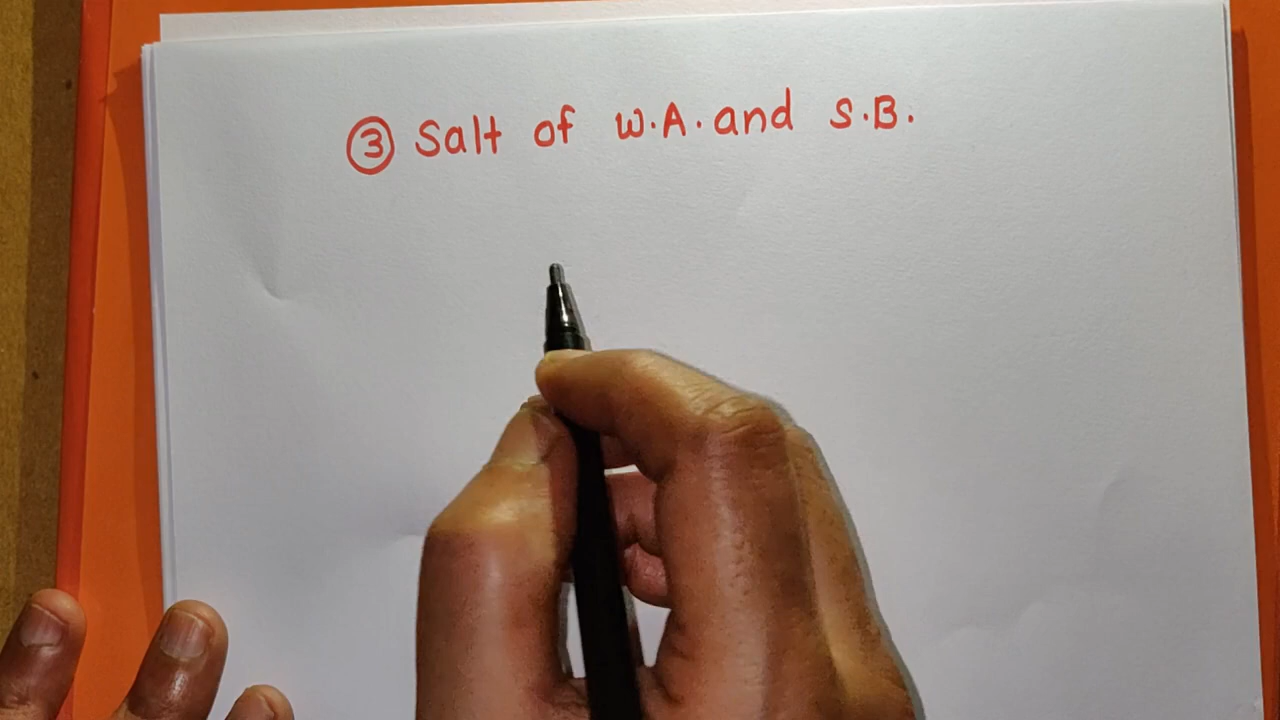 ③ Salt of W.A. and S.B.